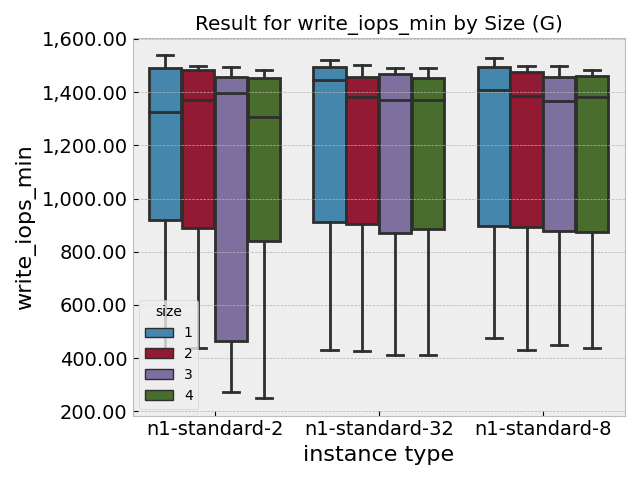 Result for write_iops_min by Size (G)
1,600.00
1,400.00
1,200.00
1,000.00
800.00
600.00
400.00
200.00
write_iops_min
size
1
2
3
4
n1-standard-2 n1-standard-32 n1-standard-8
instance type